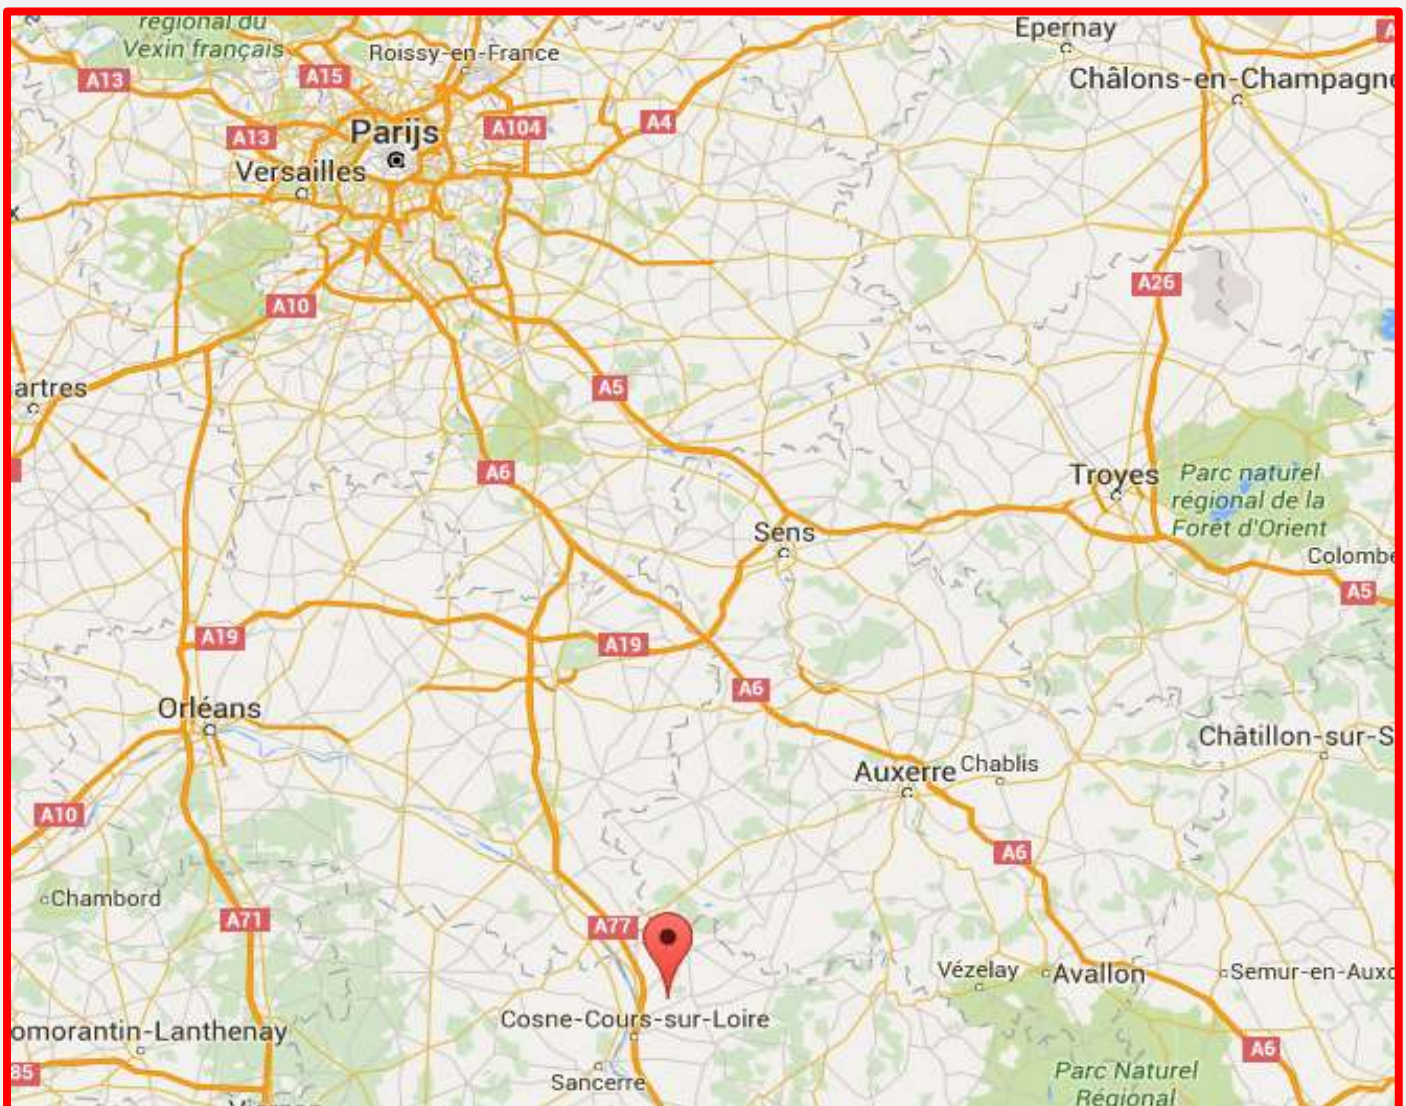 régional du
Vexin français
Roissy-en-France
Epernay
A13
A15
Châlons-en-Champagne
A13
Parijs
A104
A4
Versailles
A26
A10
artres
A5
A6
Troyes
Parc naturel
régional de la
Forêt d'Orient
Sens
Colombe
A5
A19
A19
A6
Orléans
Châtillon-sur-S
Auxerre
Chablis
A10
A6
Chambord
A71
A77
Vézelay
Avallon
Semur-en-Auxo
Cosne-Cours-sur-Loire
omorantin-Lanthenay
A6
85
Sancerre
Parc Naturel
Régional